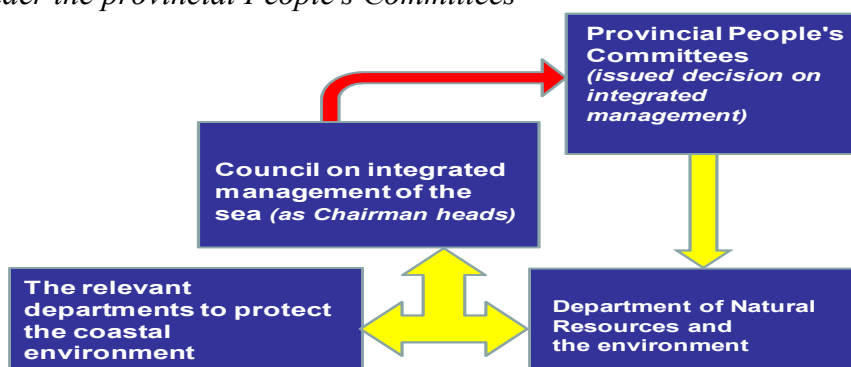 under the provincial People's Committees
Provincial People's
Committees
(issued decision on
integrated
management)
Council on integrated
management of the
sea (as Chairman heads)
The relevant
departments to protect
the coastal
environment
Department of Natural
Resources and
the environment